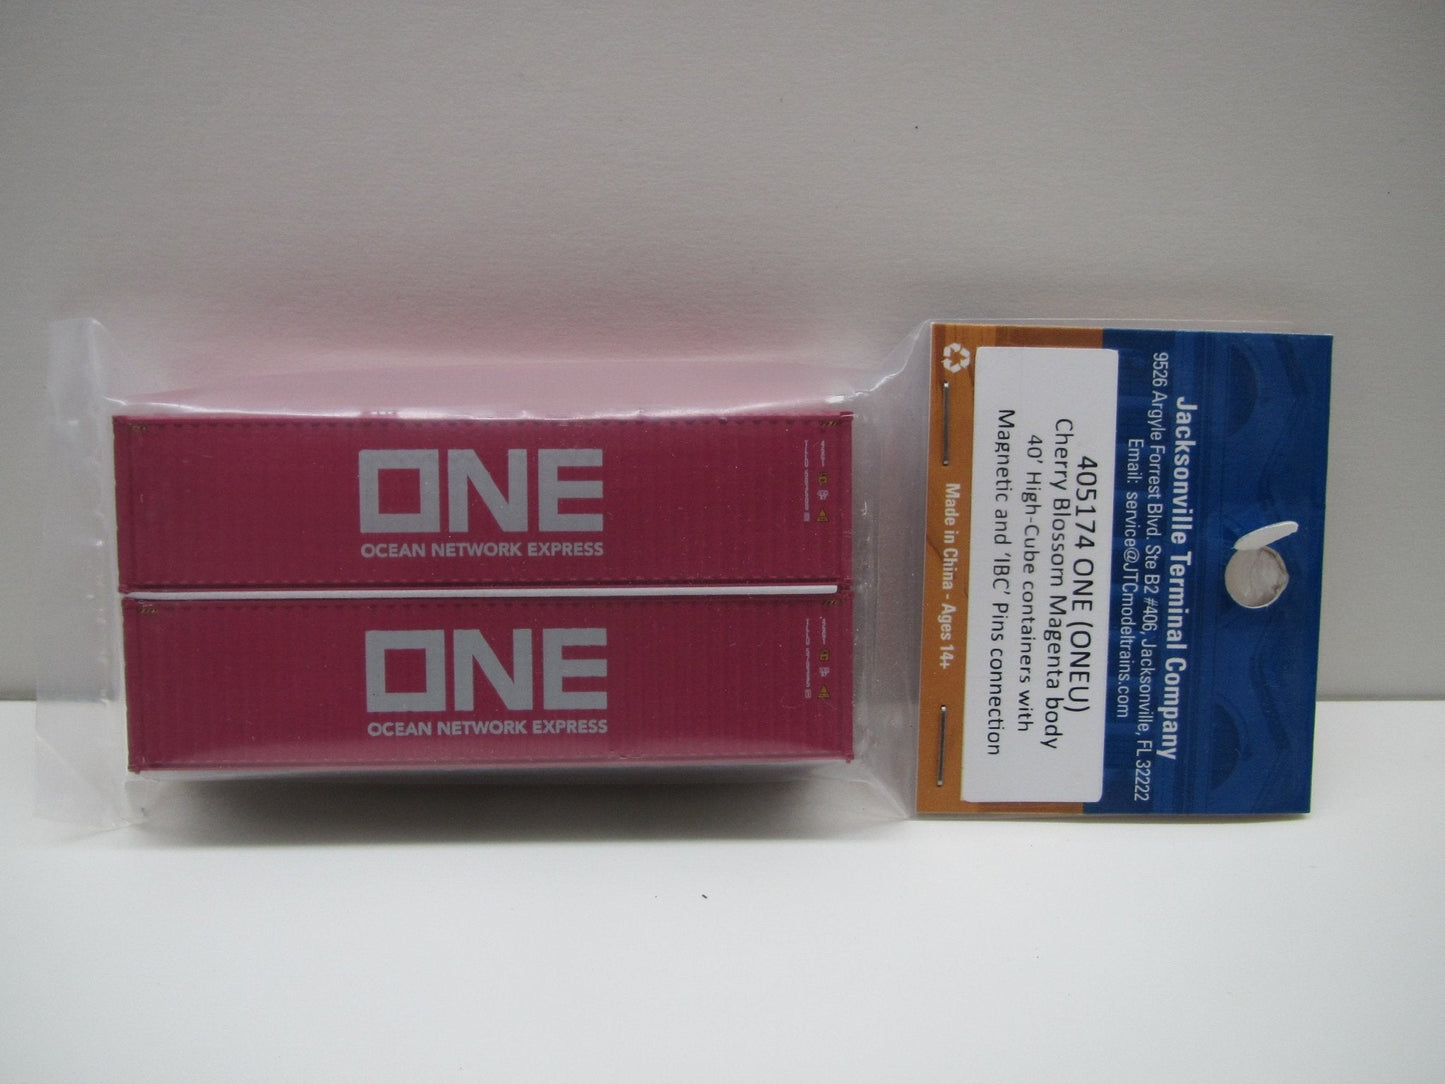 ONE
OCEAN NETWORK EXPRESS
ONE
OCEAN NETWORK EXPRESS
Jacksonville Terminal Company
9526 Argyle Forrest Blvd. Ste B2 #406, Jacksonville, FL 32222
Email: service@JTCmodeltrains.com
405174 ONE (ONEU)
Cherry Blossom Magenta body
40' High-Cube containers with
Magnetic and 'IBC' Pins connection
Made in China - Ages 14+